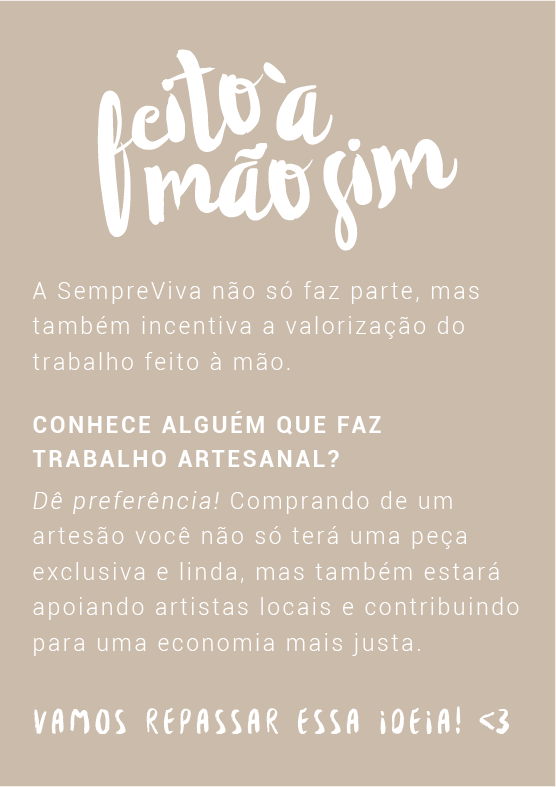 feito à
mão sim
A SempreViva não só faz parte, mas
também incentiva a valorização do
trabalho feito à mão.
CONHECE ALGUÉM QUE FAZ
TRABALHO ARTESANAL?
Dê preferência! Comprando de um
artesão você não só terá uma peça
exclusiva e linda, mas também estará
apoiando artistas locais e contribuindo
para uma economia mais justa.
VAMOS REPASSAR ESSA iDEiA! <3